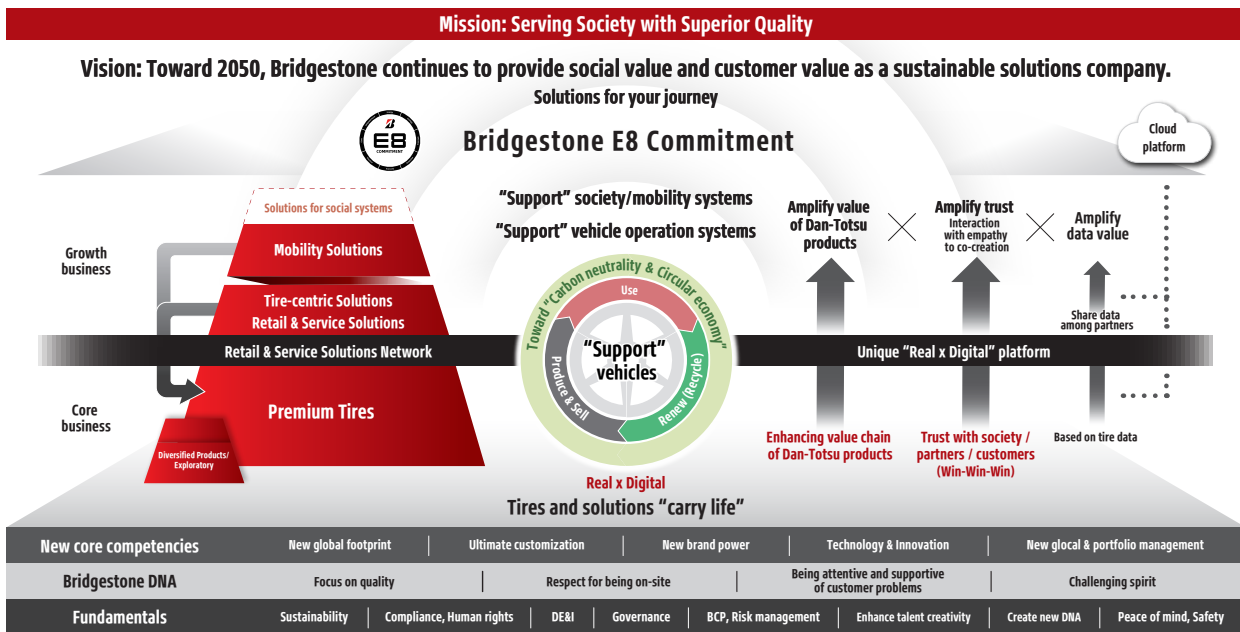 Mission: Serving Society with Superior Quality
Vision: Toward 2050, Bridgestone continues to provide social value and customer value as a sustainable solutions company.
Solutions for your journey
E8
COMMITMENT
Bridgestone E8 Commitment
Cloud
platform
Growth
business
Core
business
Solutions for social systems
Mobility Solutions
Tire-centric Solutions
Retail & Service Solutions
Retail & Service Solutions Network
Premium Tires
Diversified Products/
Exploratory
“Support” society/mobility systems
“Support” vehicle operation systems
Toward “Carbon neutrality & Circular economy”
Use
Produce & Sell
Renew (Recycle)
“Support”
vehicles
Real x Digital
Tires and solutions “carry life”
Amplify value
of Dan-Totsu
products
Amplify trust
Interaction
with empathy
to co-creation
Amplify
data value
Share data
among partners
Unique “Real x Digital” platform
Enhancing value chain
of Dan-Totsu products
Trust with society /
partners / customers
(Win-Win-Win)
Based on tire data
New core competencies
New global footprint
Ultimate customization
New brand power
Technology & Innovation
New glocal & portfolio management
Bridgestone DNA
Focus on quality
Respect for being on-site
Being attentive and supportive
of customer problems
Challenging spirit
Fundamentals
Sustainability
Compliance, Human rights
DE&I
Governance
BCP, Risk management
Enhance talent creativity
Create new DNA
Peace of mind, Safety